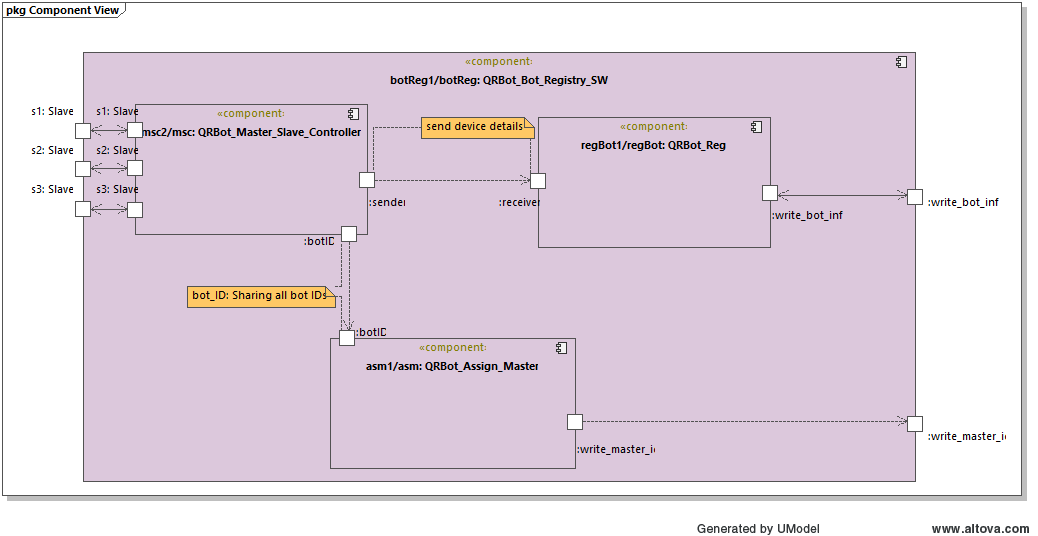 pkg Component View
«component»
botReg1/botReg: QRBot_Bot_Registry_SW
s1: Slave
s1: Slave
«component»
msc2/msc: QRBot_Master_Slave_Controller
send device details
«component»
regBot1/regBot: QRBot_Reg
s2: Slave
s2: Slave
s3: Slave
s3: Slave
:sender
:receiver
:write_bot_inf
:write_bot_inf
:botID
bot_ID: Sharing all bot IDs
:botID
«component»
asm1/asm: QRBot_Assign_Master
:write_master_i
:write_master_i
Generated by UModel
www.altova.com